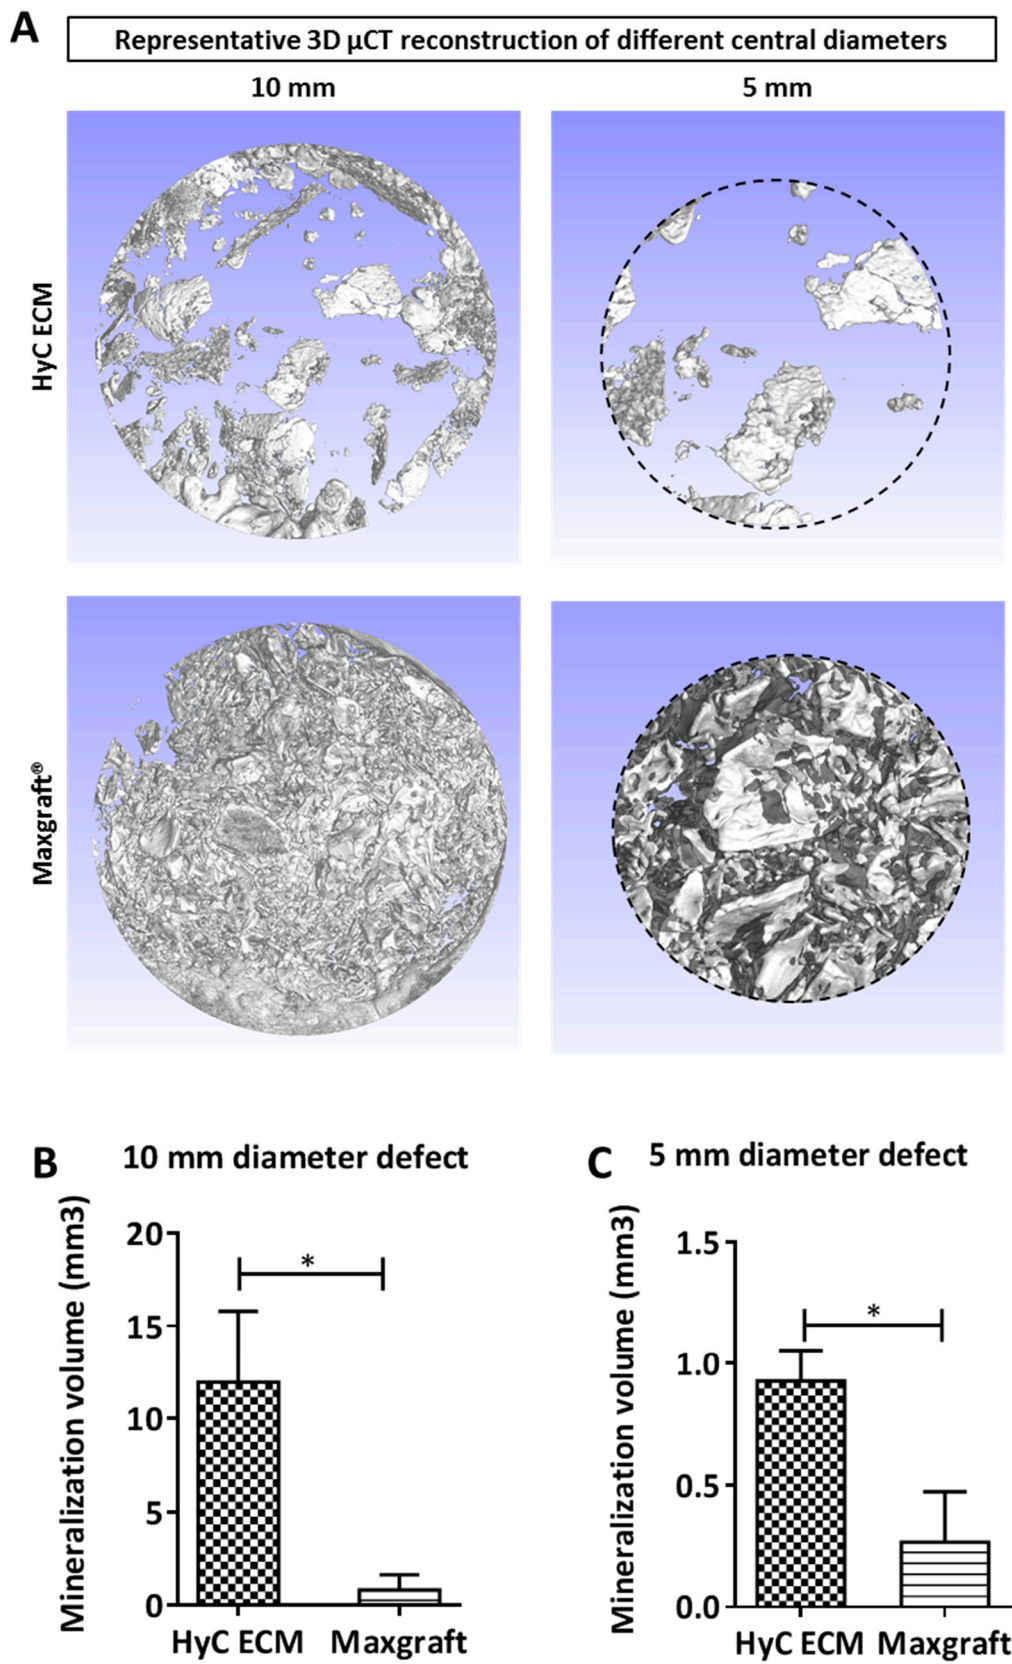 A
Representative 3D µCT reconstruction of different central diameters
10 mm
5 mm
HyC ECM
Maxgraft®
B
10 mm diameter defect
Mineralization volume (mm3)
20
15
10
5
0
*
HyC ECM
Maxgraft
C
5 mm diameter defect
Mineralization volume (mm3)
1.5
1.0
0.5
0.0
*
HyC ECM
Maxgraft